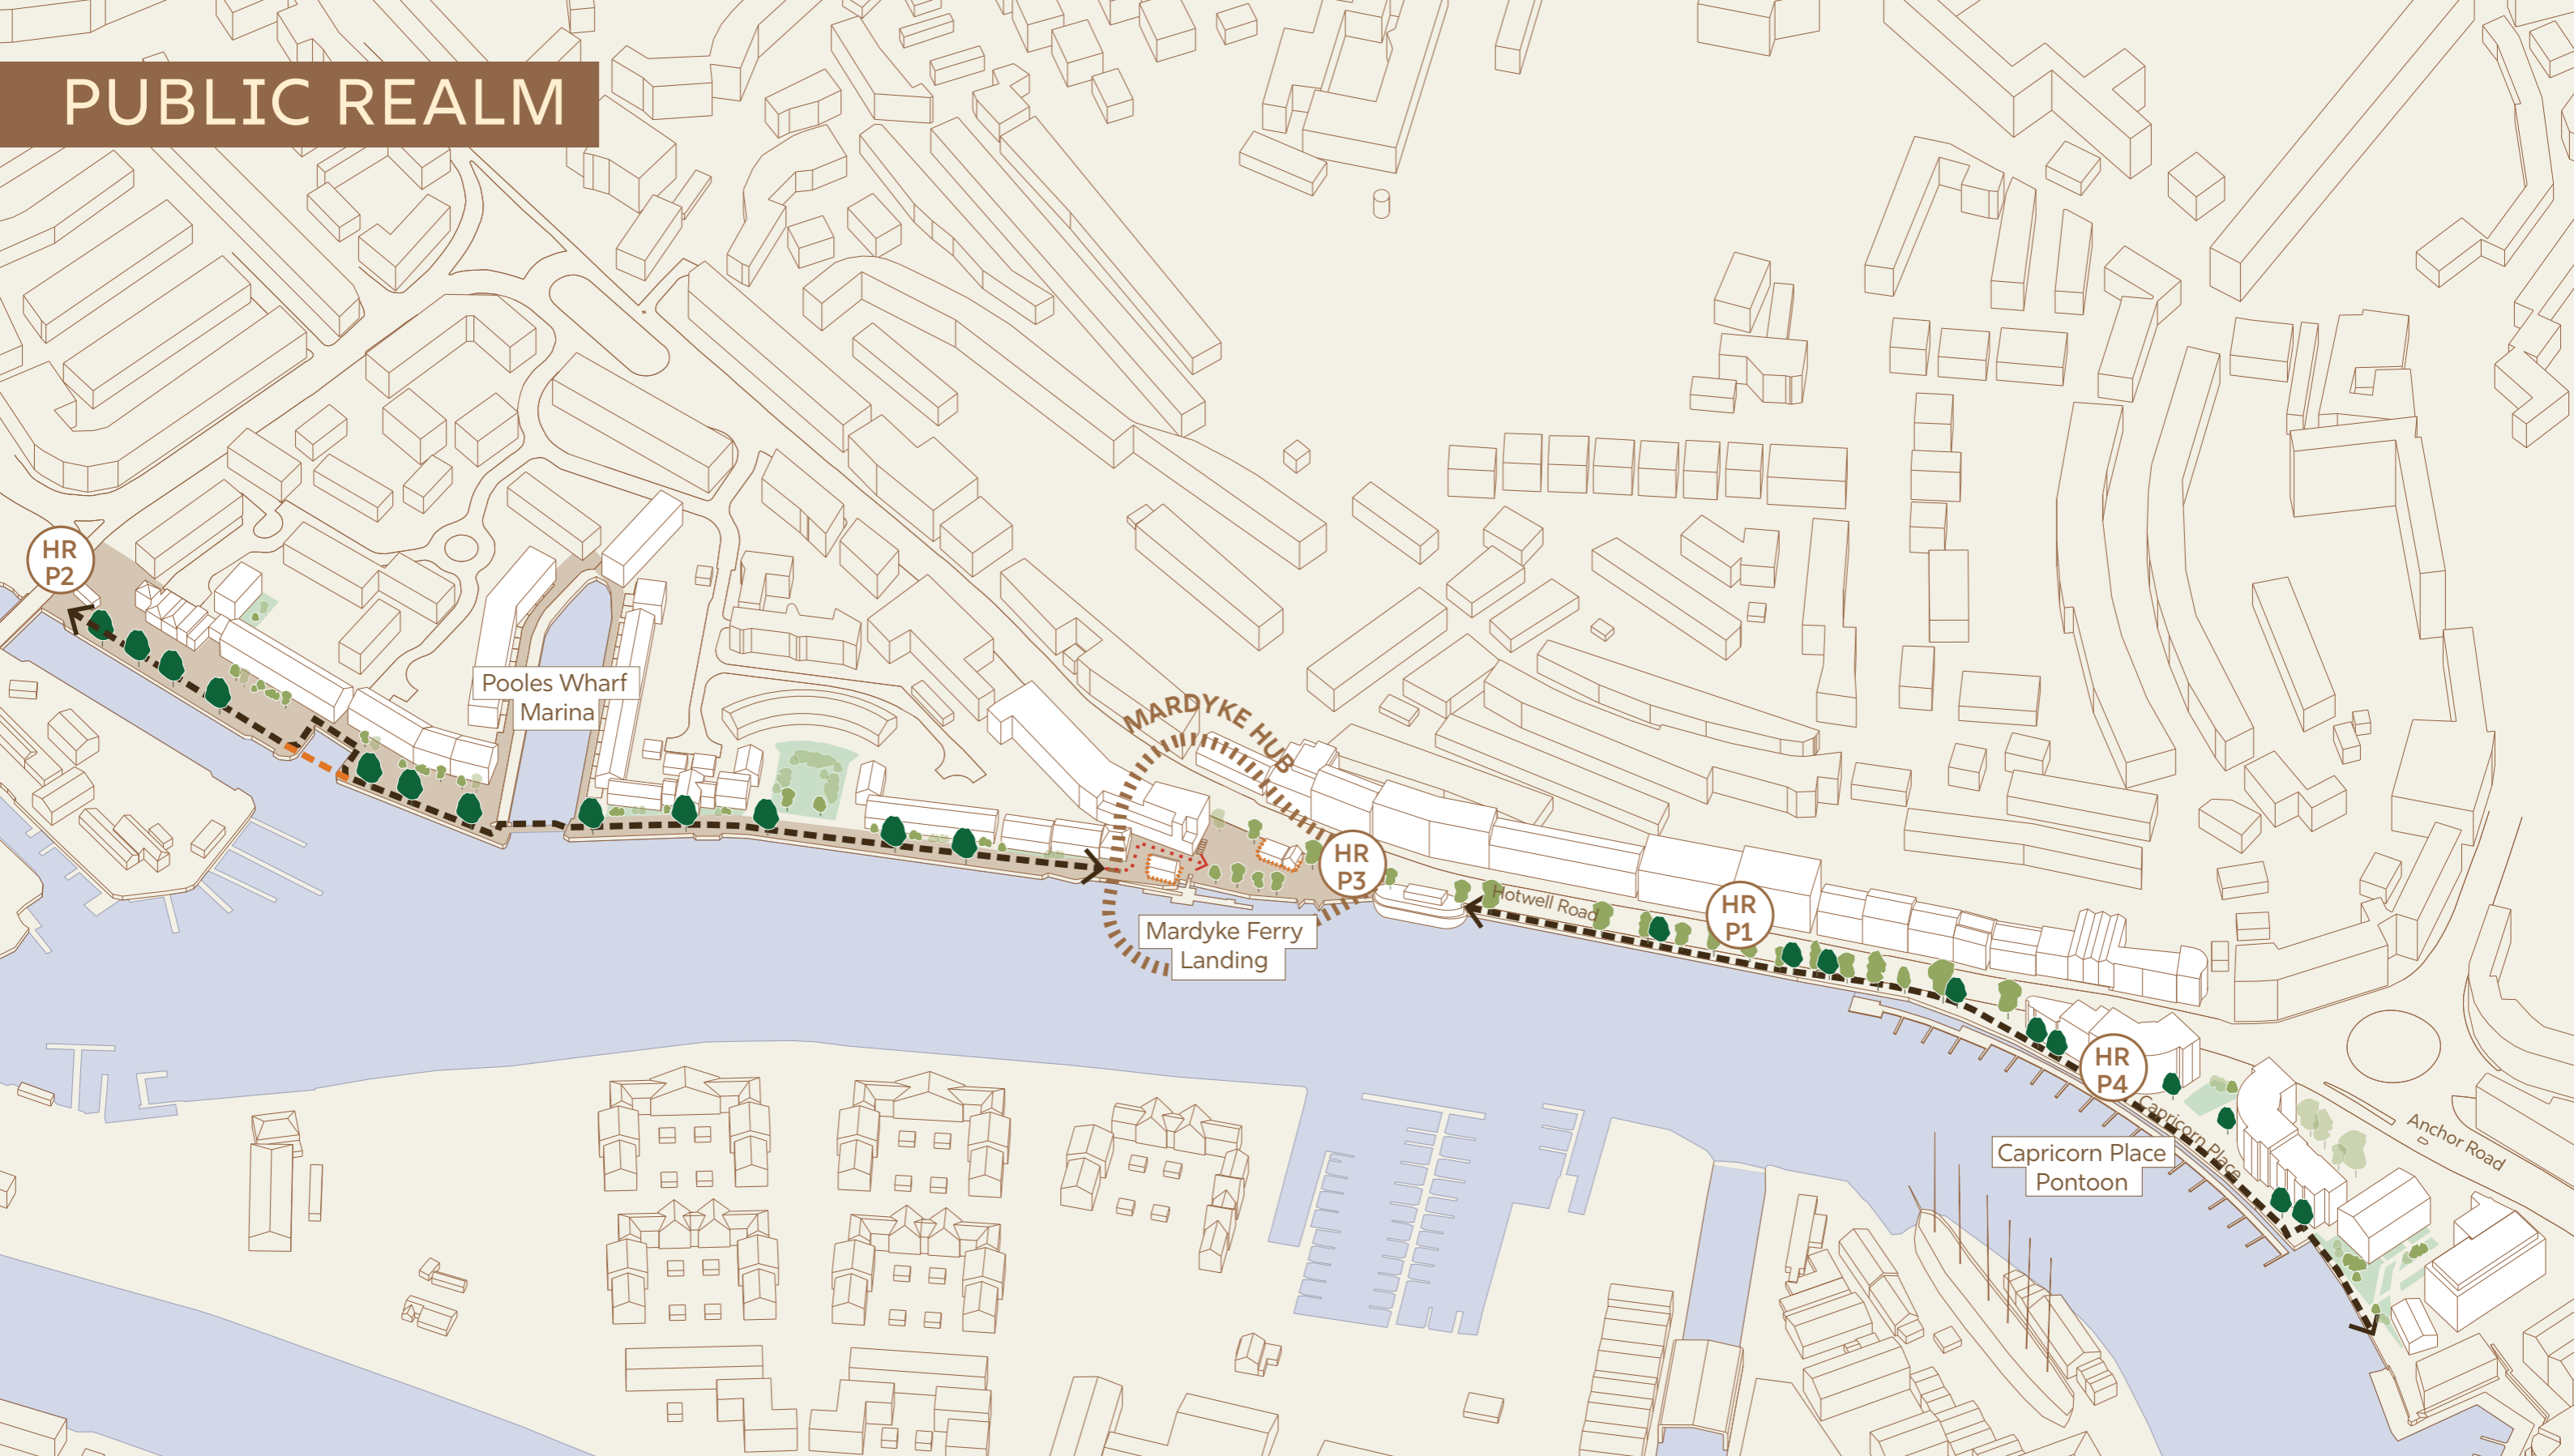 PUBLIC REALM
HR
P2
Pooles Wharf
Marina
MARDYKE HUB
HR
P3
Mardyke Ferry
Landing
Hotwell Road
HR
P1
HR
P4
Capricorn Place
Capricorn Place
Pontoon
Anchor Road